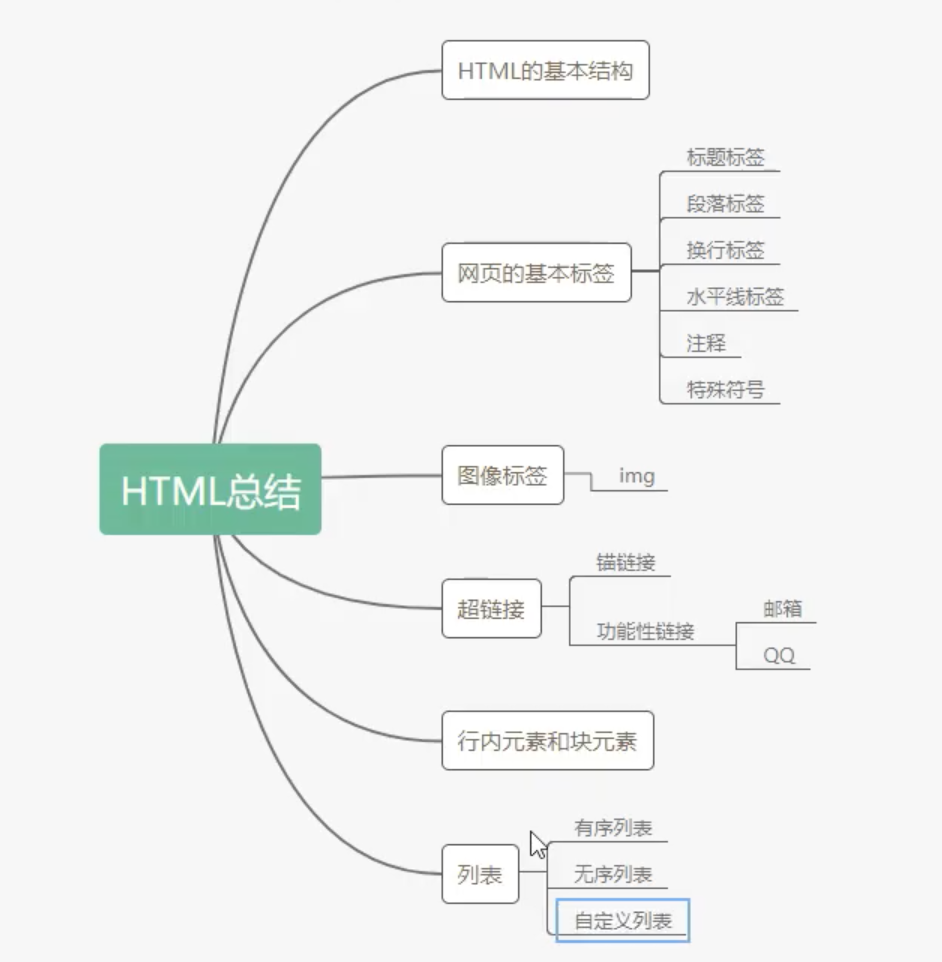 HTML的基本结构
标题标签
段落标签
换行标签
网页的基本标签
水平线标签
注释
特殊符号
HTML总结
图像标签
img
锚链接
超链接
邮箱
功能性链接
QQ
行内元素和块元素
有序列表
列表
无序列表
自定义列表